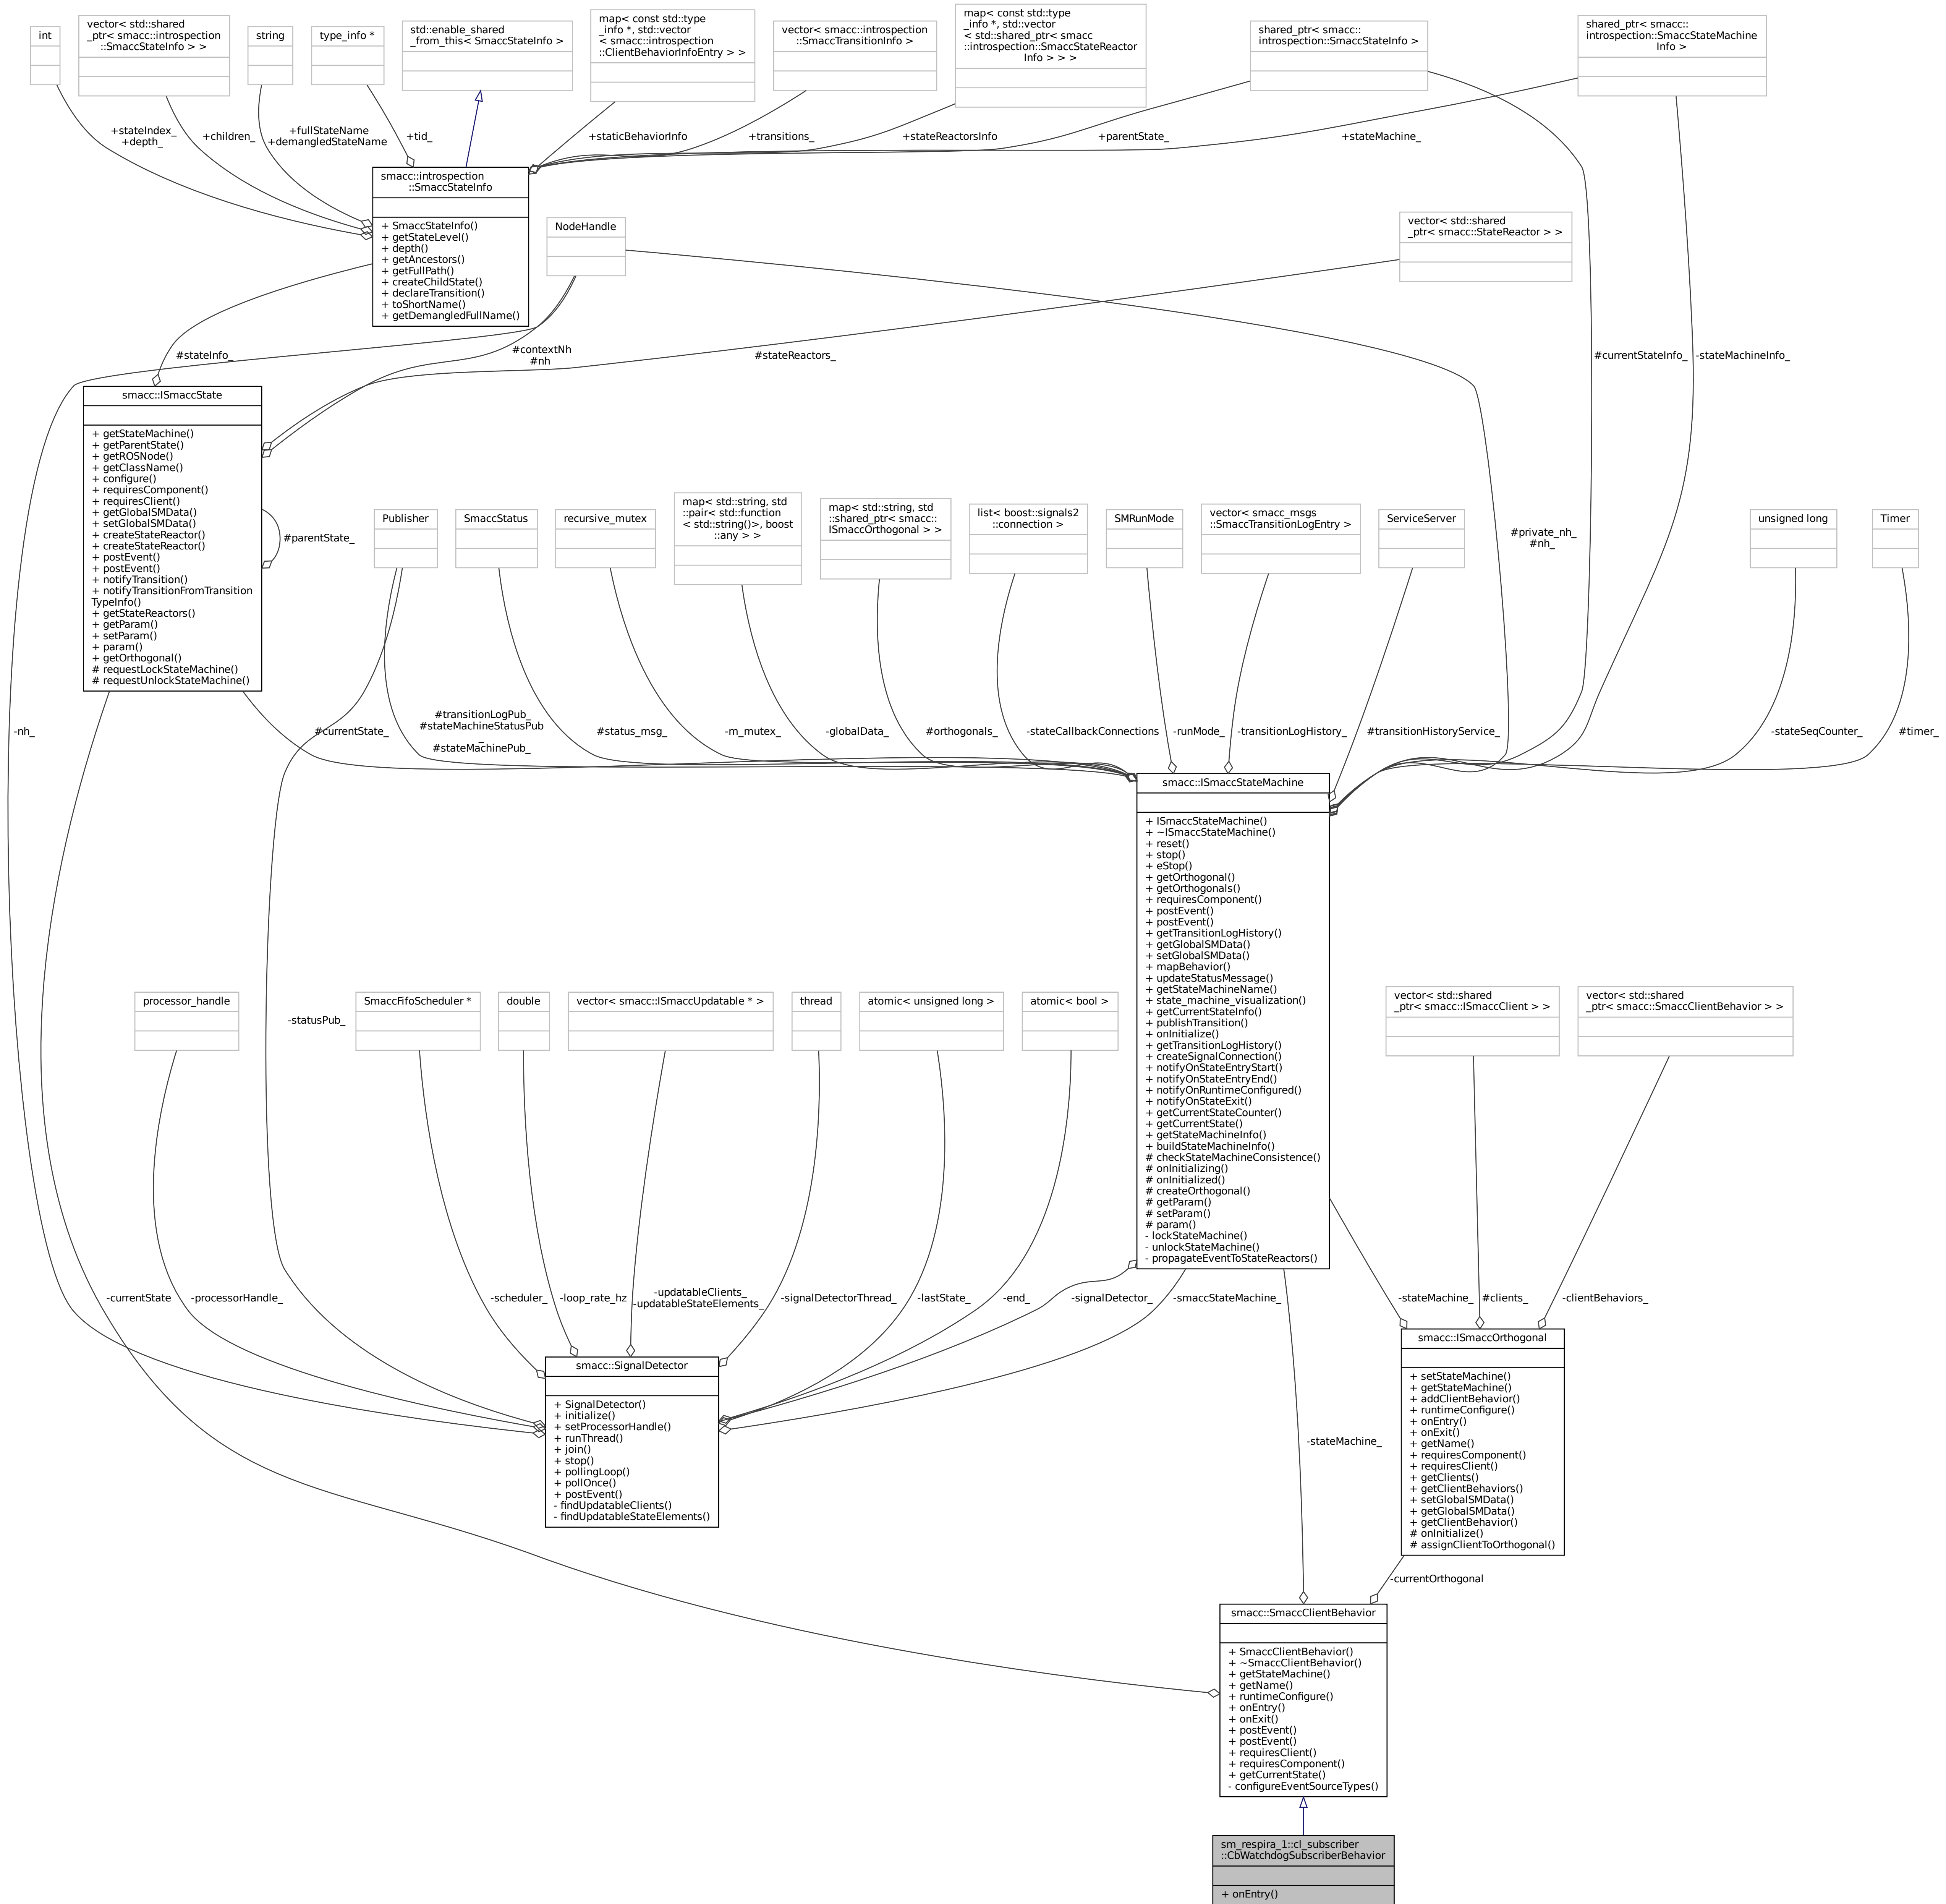 int
vector< std::shared
_ptr< smacc::introspection
::SmaccStateInfo > >
string
type_info *
std::enable_shared
_from_this< SmaccStateInfo >
map< const std::type
_info *, std::vector
< smacc::introspection
::ClientBehaviorInfoEntry > >
vector< smacc::introspection
::SmaccTransitionInfo >
map< const std::type
_info *, std::vector
< std::shared_ptr< smacc
::introspection::SmaccStateReactor
Info > > >
shared_ptr< smacc::
introspection::SmaccStateInfo >
shared_ptr< smacc::
introspection::SmaccStateMachine
Info >
+stateIndex_
+depth_
+children_
+fullStateName
+demangledStateName
+tid_
+staticBehaviorInfo
+transitions_
+stateReactorsInfo
+parentState_
+stateMachine_
smacc::introspection
::SmaccStateInfo
+ SmaccStateInfo()
+ getStateLevel()
+ depth()
+ getAncestors()
+ getFullPath()
+ createChildState()
+ declareTransition()
+ toShortName()
+ getDemangledFullName()
NodeHandle
vector< std::shared
_ptr< smacc::StateReactor > >
#stateInfo_
#contextNh
#nh
#stateReactors_
#currentStateInfo_
-stateMachineInfo_
smacc::ISmaccState
+ getStateMachine()
+ getParentState()
+ getROSNode()
+ getClassName()
+ configure()
+ requiresComponent()
+ requiresClient()
+ getGlobalSMData()
+ setGlobalSMData()
+ createStateReactor()
+ createStateReactor()
+ postEvent()
+ postEvent()
+ notifyTransition()
+ notifyTransitionFromTransition
TypeInfo()
+ getStateReactors()
+ getParam()
+ setParam()
+ param()
+ getOrthogonal()
# requestLockStateMachine()
# requestUnlockStateMachine()
#parentState_
Publisher
SmaccStatus
recursive_mutex
map< std::string, std
::pair< std::function
< std::string()>, boost
::any > >
map< std::string, std
::shared_ptr< smacc::
ISmaccOrthogonal > >
list< boost::signals2
::connection >
SMRunMode
vector< smacc_msgs
::SmaccTransitionLogEntry >
ServiceServer
#private_nh_
#nh_
unsigned long
Timer
-nh_
#currentState_
#transitionLogPub_
#stateMachineStatusPub
_
#stateMachinePub_
#status_msg_
-m_mutex_
-globalData_
#orthogonals_
-stateCallbackConnections
-runMode_
-transitionLogHistory_
#transitionHistoryService_
-stateSeqCounter_
#timer_
smacc::ISmaccStateMachine
+ ISmaccStateMachine()
+ ~ISmaccStateMachine()
+ reset()
+ stop()
+ eStop()
+ getOrthogonal()
+ getOrthogonals()
+ requiresComponent()
+ postEvent()
+ postEvent()
+ getTransitionLogHistory()
+ getGlobalSMData()
+ setGlobalSMData()
+ mapBehavior()
+ updateStatusMessage()
+ getStateMachineName()
+ state_machine_visualization()
+ getCurrentStateInfo()
+ publishTransition()
+ onInitialize()
+ getTransitionLogHistory()
+ createSignalConnection()
+ notifyOnStateEntryStart()
+ notifyOnStateEntryEnd()
+ notifyOnRuntimeConfigured()
+ notifyOnStateExit()
+ getCurrentStateCounter()
+ getCurrentState()
+ getStateMachineInfo()
+ buildStateMachineInfo()
# checkStateMachineConsistence()
# onInitializing()
# onInitialized()
# createOrthogonal()
# getParam()
# setParam()
# param()
- lockStateMachine()
- unlockStateMachine()
- propagateEventToStateReactors()
processor_handle
-statusPub_
SmaccFifoScheduler *
double
vector< smacc::ISmaccUpdatable * >
thread
atomic< unsigned long >
atomic< bool >
vector< std::shared
_ptr< smacc::ISmaccClient > >
vector< std::shared
_ptr< smacc::SmaccClientBehavior > >
-currentState
-processorHandle_
-scheduler_
-loop_rate_hz
-updatableClients_
-updatableStateElements_
-signalDetectorThread_
-lastState_
-end_
-signalDetector_
-smaccStateMachine_
-stateMachine_
#clients_
-clientBehaviors_
smacc::SignalDetector
+ SignalDetector()
+ initialize()
+ setProcessorHandle()
+ runThread()
+ join()
+ stop()
+ pollingLoop()
+ pollOnce()
+ postEvent()
- findUpdatableClients()
- findUpdatableStateElements()
-stateMachine_
smacc::ISmaccOrthogonal
+ setStateMachine()
+ getStateMachine()
+ addClientBehavior()
+ runtimeConfigure()
+ onEntry()
+ onExit()
+ getName()
+ requiresComponent()
+ requiresClient()
+ getClients()
+ getClientBehaviors()
+ setGlobalSMData()
+ getGlobalSMData()
+ getClientBehavior()
# onInitialize()
# assignClientToOrthogonal()
-currentOrthogonal
smacc::SmaccClientBehavior
+ SmaccClientBehavior()
+ ~SmaccClientBehavior()
+ getStateMachine()
+ getName()
+ runtimeConfigure()
+ onEntry()
+ onExit()
+ postEvent()
+ postEvent()
+ requiresClient()
+ requiresComponent()
+ getCurrentState()
- configureEventSourceTypes()
sm_respira_1::cl_subscriber
::CbWatchdogSubscriberBehavior
+ onEntry()